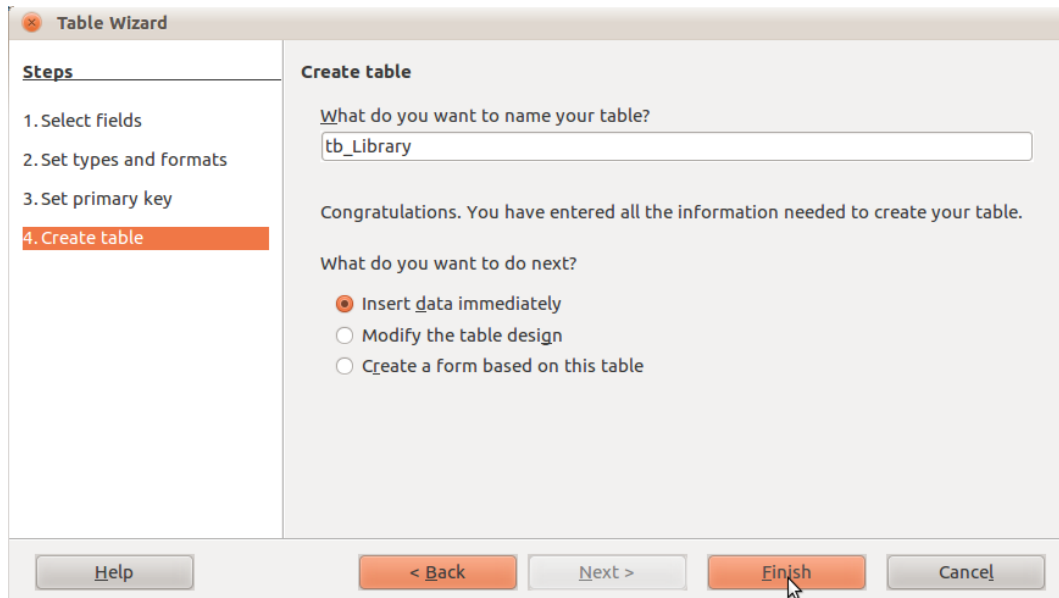 Table Wizard
Steps
1. Select fields
2. Set types and formats
3. Set primary key
4. Create table
Create table
What do you want to name your table?
tb_Library
Congratulations. You have entered all the information needed to create your table.
What do you want to do next?
Insert data immediately
Modify the table design
Create a form based on this table
Help
< Back
Next >
Finish
Cancel